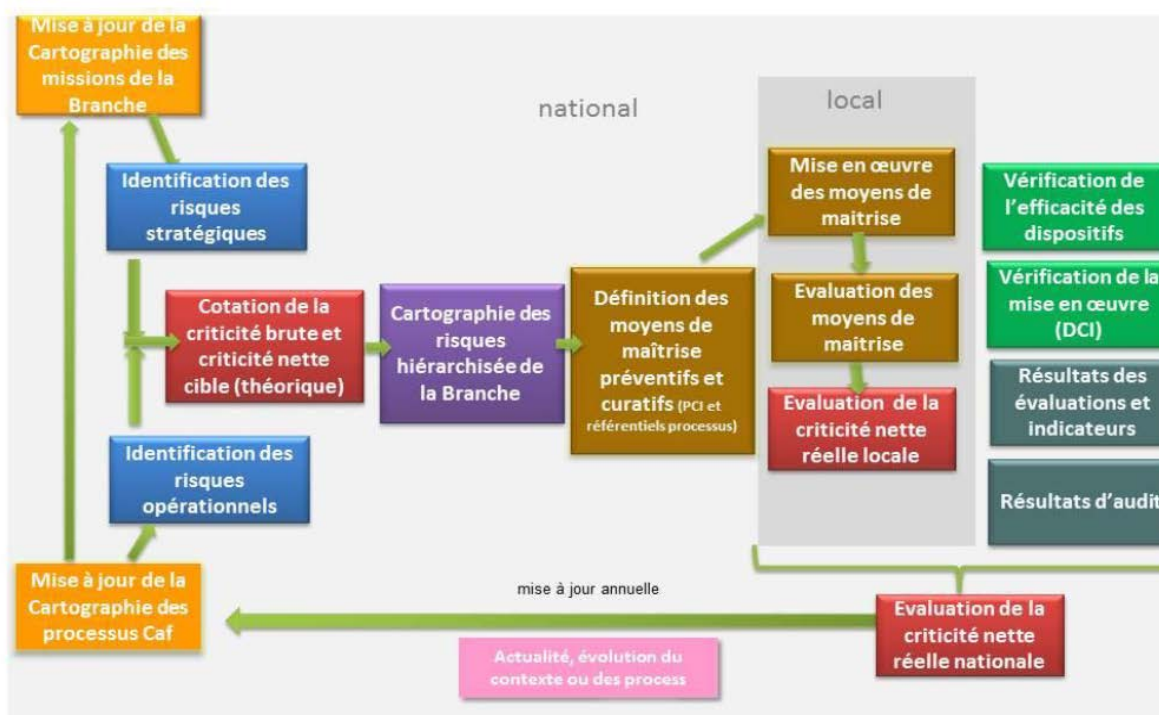 Mise à jour de la
Cartographie des
missions de la
Branche
national
local
Identification des
risques
stratégiques
Mise en œuvre
des moyens de
maitrise
Vérification de
l'efficacité des
dispositifs
Cotation de la
criticité brute et
criticité nette
cible (théorique)
Cartographie des
risques
hiérarchisée de
la Branche
Définition des
moyens de
maîtrise
préventifs et
curatifs (PCI et
référentiels processus)
Evaluation des
moyens de
maitrise
Vérification de la
mise en œuvre
(DCI)
Evaluation de la
criticité nette
réelle locale
Résultats des
évaluations et
indicateurs
Identification des
risques
opérationnels
Résultats d'audit
Mise à jour de la
Cartographie des
processus Caf
mise à jour annuelle
Evaluation de la
criticité nette
réelle nationale
Actualité, évolution du
contexte ou des process